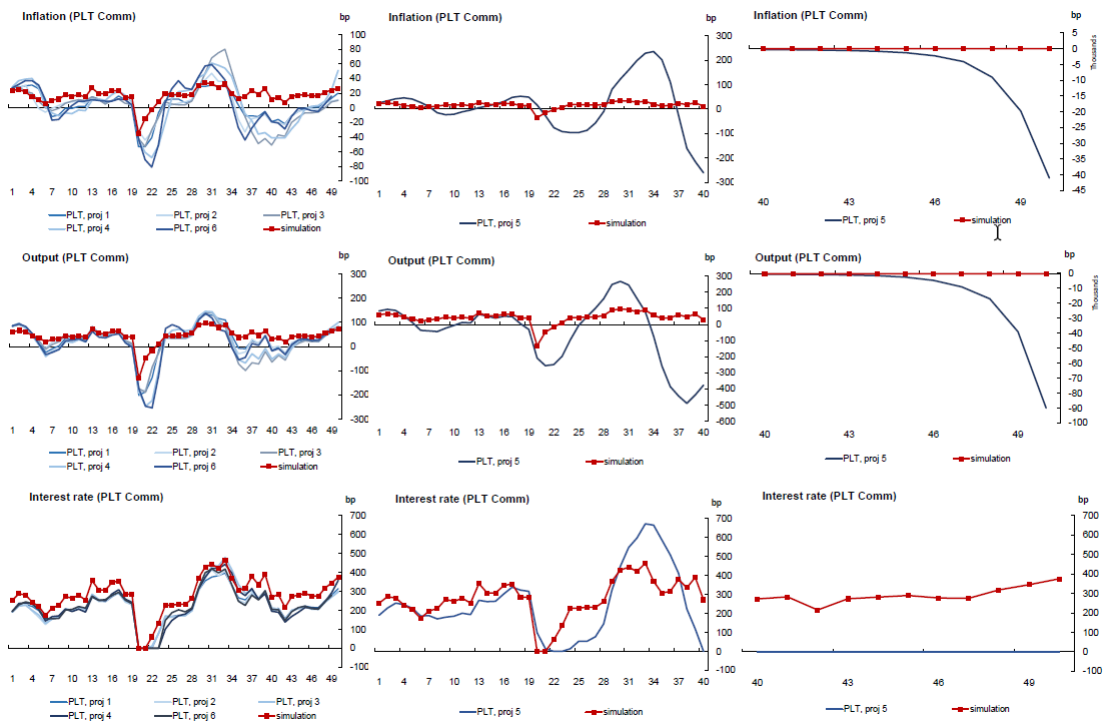 Inflation (PLT Comm)
bp
100
80
60
40
20
0
-20
-40
-60
-80
-100
1 4 7 10 13 16 19 22 25 28 31 34 37 40 43 46 49
PLT, proj 1 PLT, proj 2 PLT, proj 3
PLT, proj 4 PLT, proj 6 simulation
Inflation (PLT Comm)
bp
300
200
100
0
-100
-200
-300
1 4 7 10 13 16 19 22 25 28 31 34 37 40
PLT, proj 5 simulation
Inflation (PLT Comm)
bp
Thousands
5
0
-5
-10
-15
-20
-25
-30
-35
-40
-45
40 43 46 49
PLT, proj 5 simulation
Output (PLT Comm)
bp
300
200
100
0
-100
-200
-300
1 4 7 10 13 16 19 22 25 28 31 34 37 40 43 46 49
PLT, proj 1 PLT, proj 2 PLT, proj 3
PLT, proj 4 PLT, proj 6 simulation
Output (PLT Comm)
bp
300
200
100
0
-100
-200
-300
-400
-500
-600
1 4 7 10 13 16 19 22 25 28 31 34 37 40
PLT, proj 5 simulation
Output (PLT Comm)
bp
Thousands
0
-10
-20
-30
-40
-50
-60
-70
-80
-90
-100
40 43 46 49
PLT, proj 5 simulation
Interest rate (PLT Comm)
bp
700
600
500
400
300
200
100
0
-100
1 4 7 10 13 16 19 22 25 28 31 34 37 40 43 46 49
PLT, proj 1 PLT, proj 2 PLT, proj 3
PLT, proj 4 PLT, proj 6 simulation
Interest rate (PLT Comm)
bp
700
600
500
400
300
200
100
0
-100
1 4 7 10 13 16 19 22 25 28 31 34 37 40
PLT, proj 5 simulation
Interest rate (PLT Comm)
bp
700
600
500
400
300
200
100
0
-100
40 43 46 49
PLT, proj 5 simulation